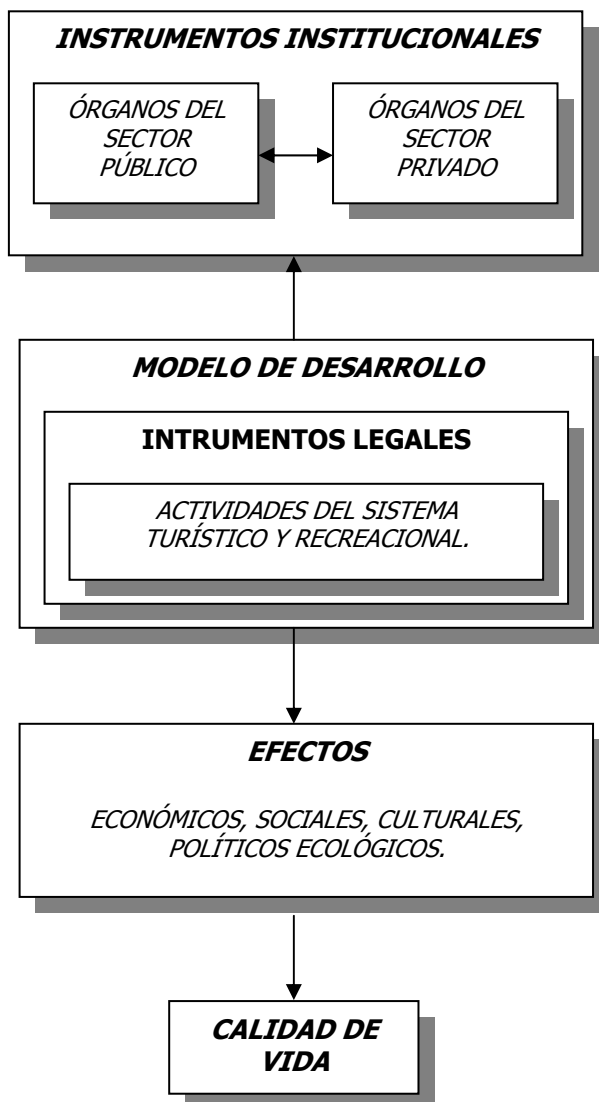 INSTRUMENTOS INSTITUCIONALES
ÓRGANOS DEL
SECTOR
PÚBLICO
ÓRGANOS DEL
SECTOR
PRIVADO
MODELO DE DESARROLLO
INTRUMENTOS LEGALES
ACTIVIDADES DEL SISTEMA
TURÍSTICO Y RECREACIONAL.
EFECTOS
ECONÓMICOS, SOCIALES, CULTURALES,
POLÍTICOS ECOLÓGICOS.
CALIDAD DE
VIDA